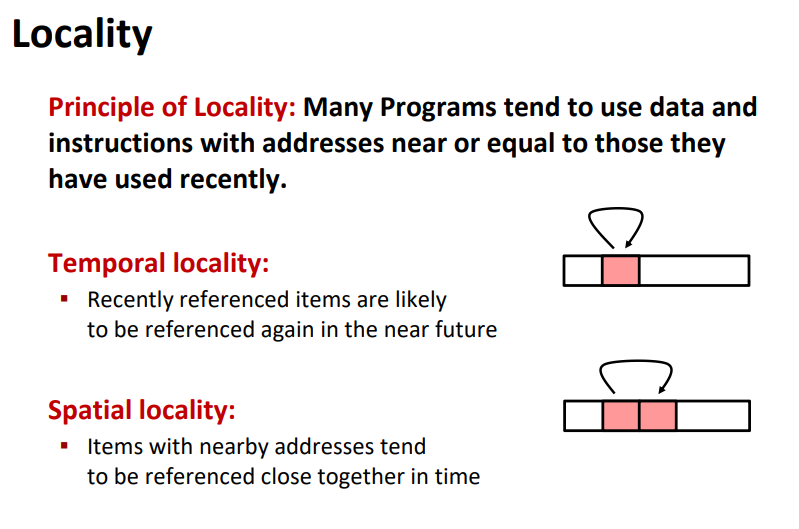 Locality
Principle of Locality: Many Programs tend to use data and
instructions with addresses near or equal to those they
have used recently.
Temporal locality:
▪ Recently referenced items are likely
to be referenced again in the near future
Spatial locality:
▪ Items with nearby addresses tend
to be referenced close together in time